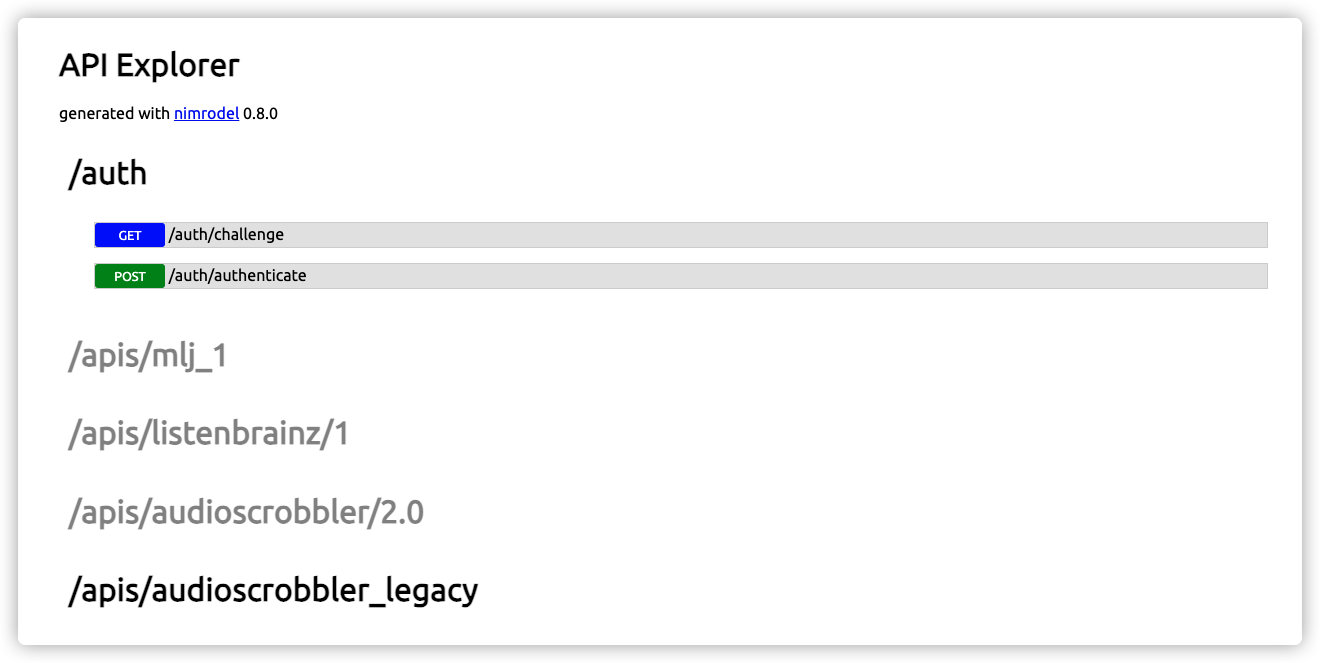 API Explorer
generated with nimrodel 0.8.0
/auth
GET /auth/challenge
POST /auth/authenticate
/apis/mlj_1
/apis/listenbrainz/1
/apis/audioscrobbler/2.0
/apis/audioscrobbler_legacy